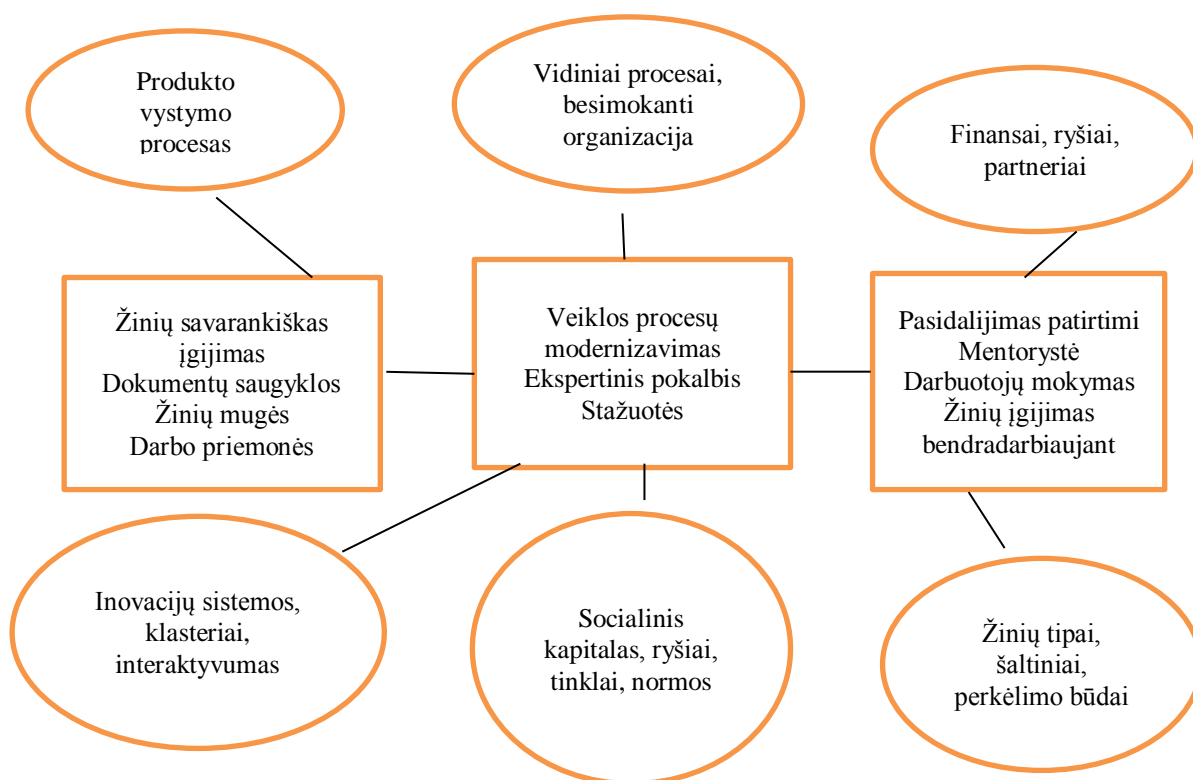 Produkto
vystymo
procesas
Vidiniai procesai,
besimokanti
organizacija
Finansai, ryšiai,
partneriai
Žinių savarankiškas
įgijimas
Dokumentų saugyklos
Žinių mugės
Darbo priemonės
Veiklos procesų
modernizavimas
Ekspertinis pokalbis
Stažuotės
Pasidalijimas patirtimi
Mentorystė
Darbuotojų mokymas
Žinių įgijimas
bendradarbiaujant
Inovacijų sistemos,
klasteriai,
interaktyvumas
Socialinis
kapitalas, ryšiai,
tinklai, normos
Žinių tipai,
šaltiniai,
perkėlimo būdai